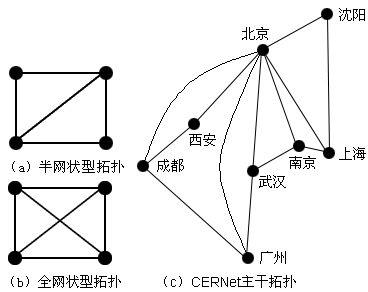 沈阳
北京
西安
成都
南京
上海
武汉
广州
(a)半网状型拓扑
(b)全网状型拓扑
(c)CERNet主干拓扑